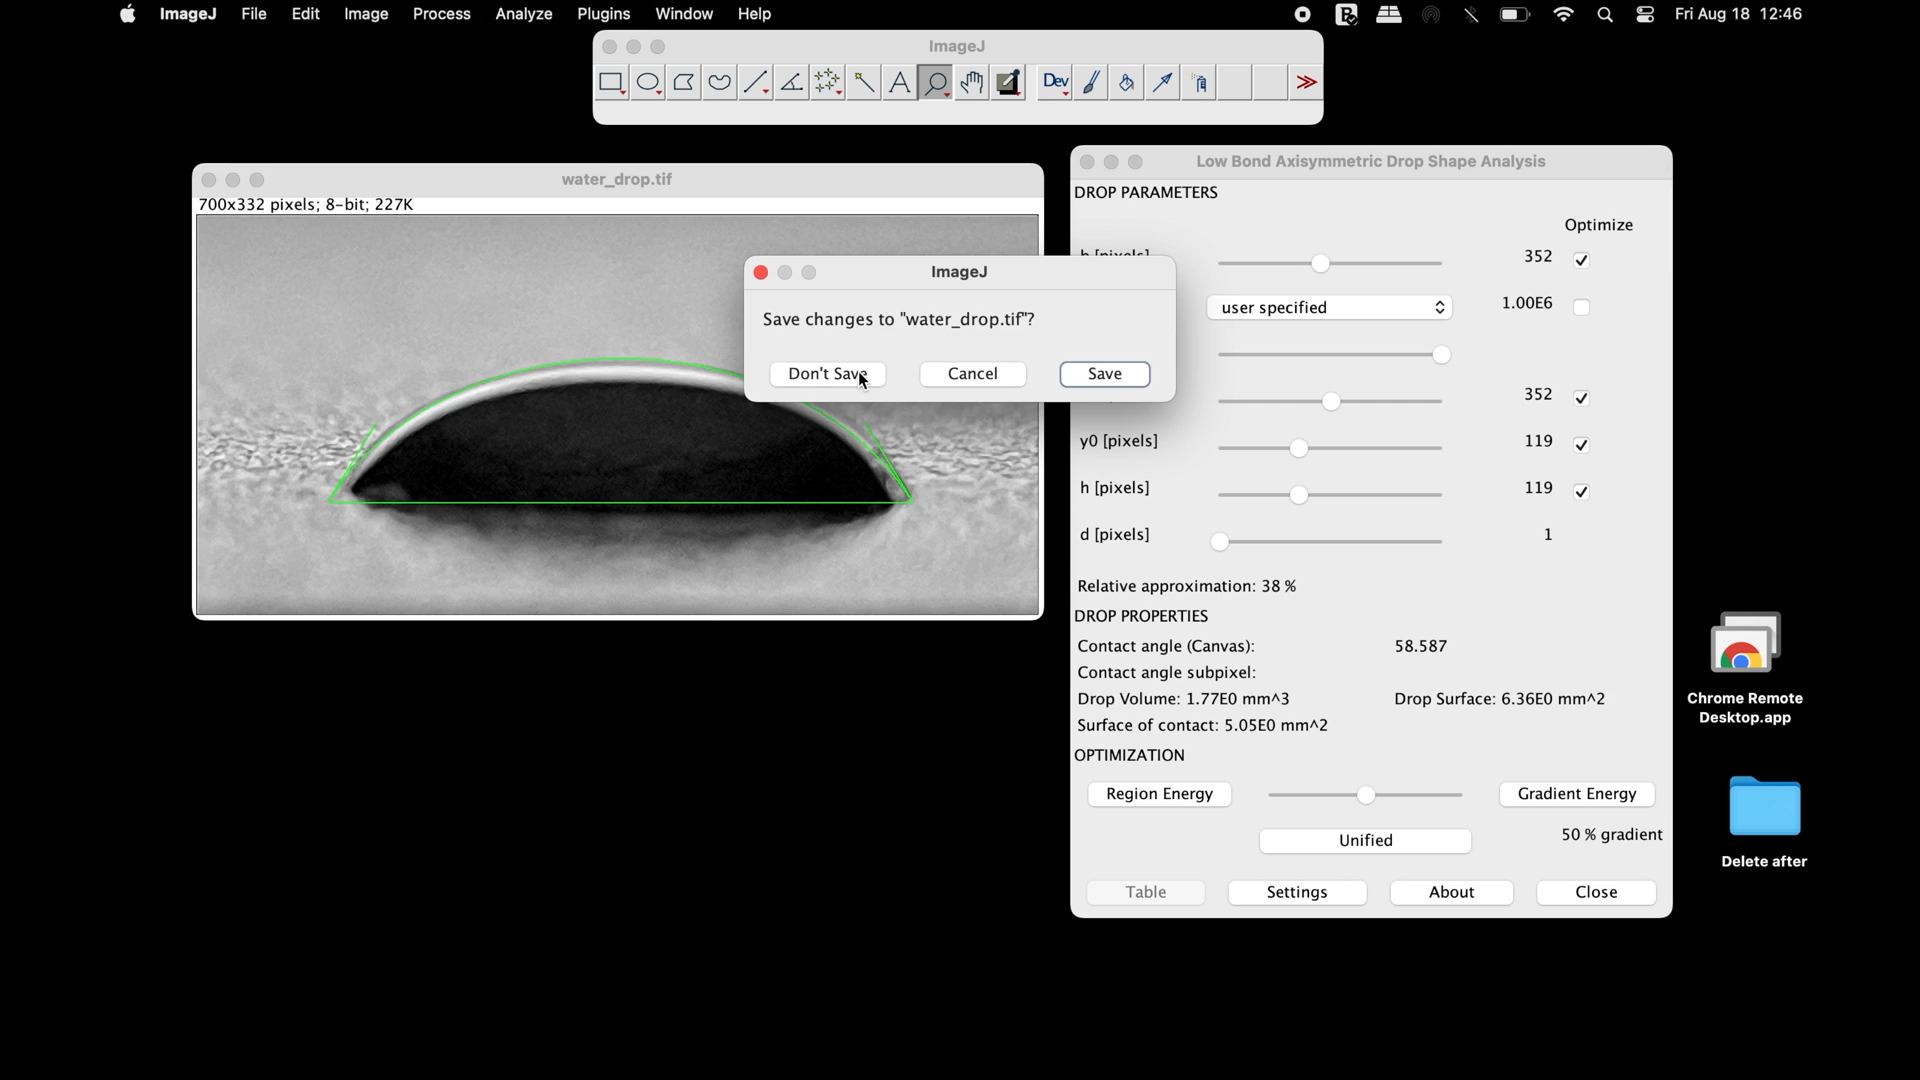 ImageJ File Edit Image Process Analyze Plugins Window Help Fri Aug 18 12:46
ImageJ
Dev
water_drop.tif
700x332 pixels; 8-bit; 227K
Low Bond Axisymmetric Drop Shape Analysis
DROP PARAMETERS
Optimize
352
user specified 1.00E6
352
y0 [pixels] 119
h [pixels] 119
d [pixels] 1
Relative approximation: 38 %
DROP PROPERTIES
Contact angle (Canvas): 58.587
Contact angle subpixel:
Drop Volume: 1.77E0 mm^3 Drop Surface: 6.36E0 mm^2
Surface of contact: 5.05E0 mm^2
OPTIMIZATION
Region Energy Gradient Energy
Unified 50 % gradient
Table Settings About Close
ImageJ
Save changes to "water_drop.tif"?
Don't Save Cancel Save
Chrome Remote
Desktop.app
Delete after